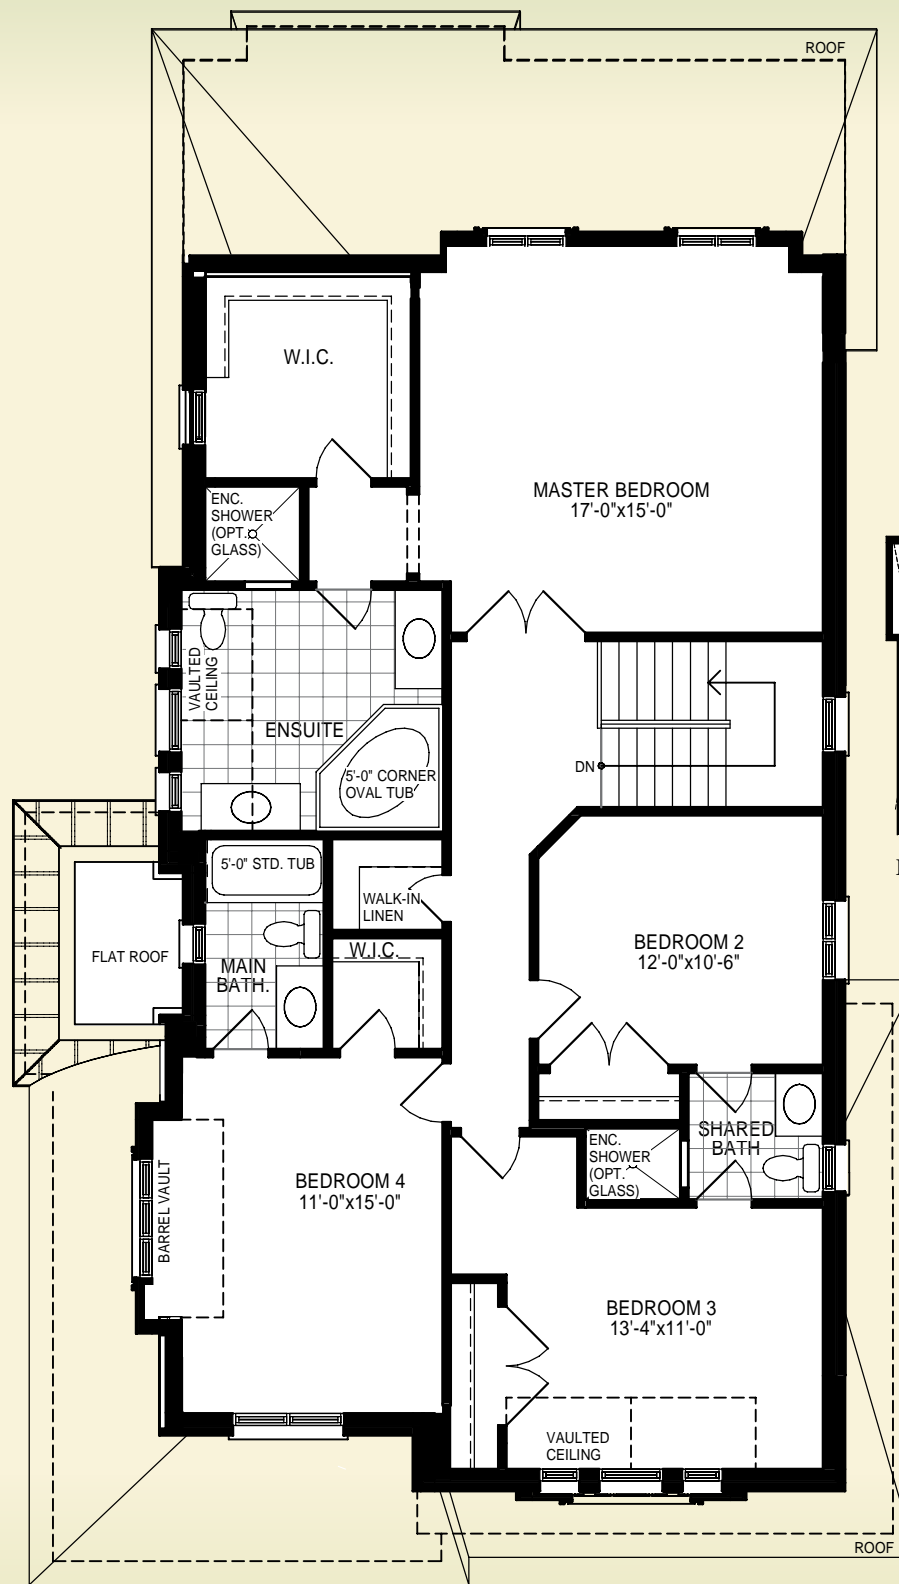 ROOF
W.I.C.
MASTER BEDROOM
17'-0"x15'-0"
ENC.
SHOWER
(OPT.
GLASS)
VAULTED
CEILING
ENSUITE
5'-0" CORNER
OVAL TUB
DN
5'-0" STD. TUB
WALK-IN
LINEN
FLAT ROOF
MAIN
BATH.
W.I.C.
BEDROOM 2
12'-0"x10'-6"
SHARED
BATH
ENC.
SHOWER
(OPT.
GLASS)
BEDROOM 4
11'-0"x15'-0"
BARREL VAULT
BEDROOM 3
13'-4"x11'-0"
VAULTED
CEILING
ROOF